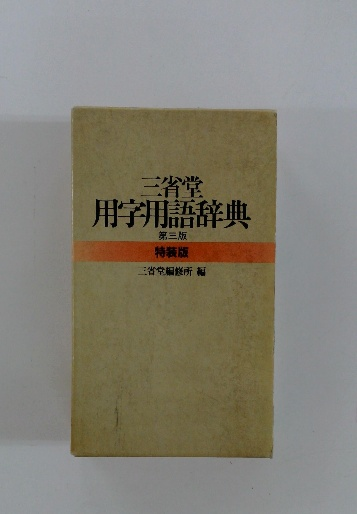 三省堂
用字用語辞典
第三版
特装版
三省堂編修所 編